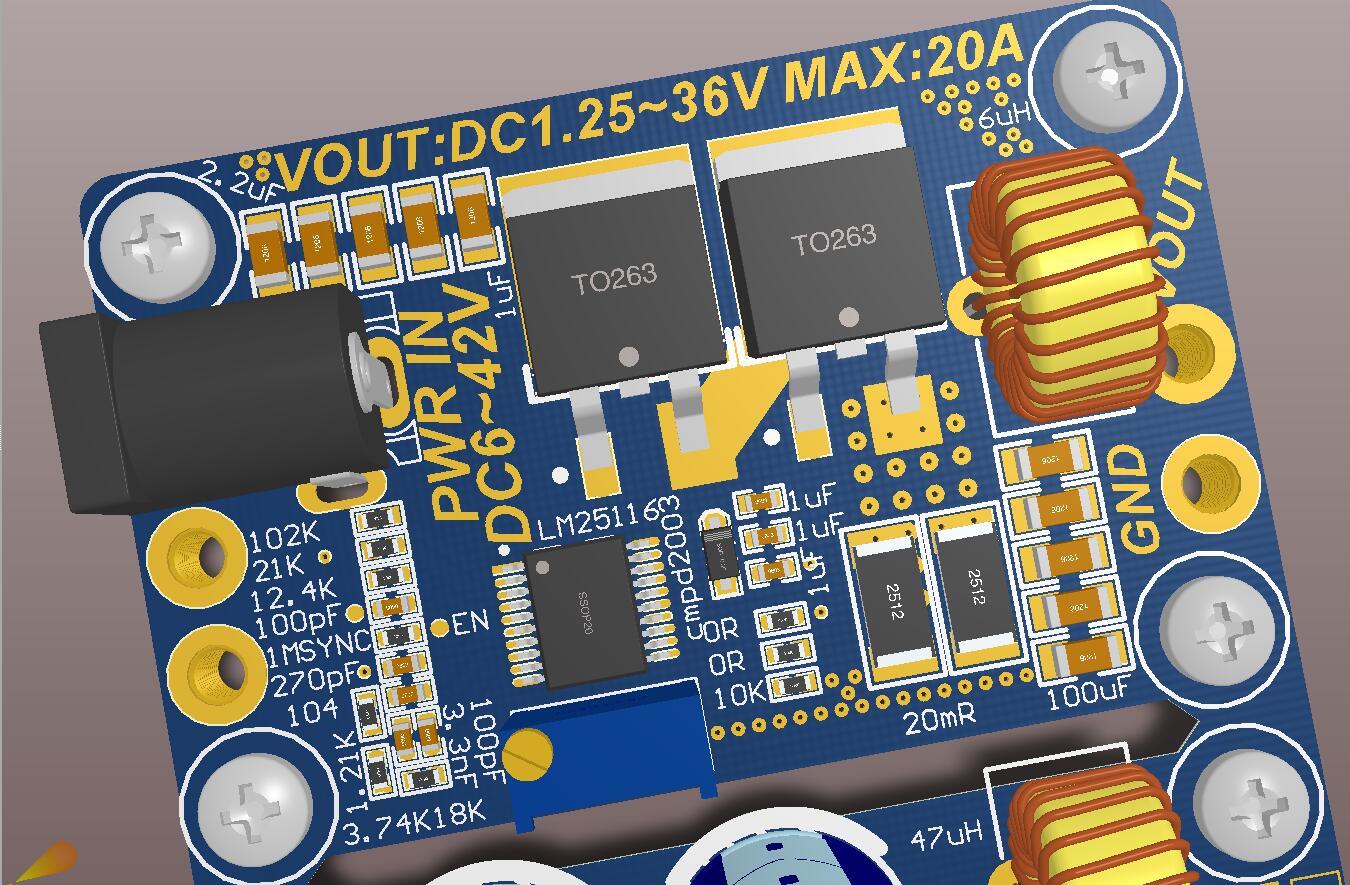 VOUT:DC1.25~36V MAX:20A
2.2uF
6uH
1206
1206
1206
1206
1206
1uF
TO263
TO263
VOUT
PWR IN
DC6~42V
GND
LM25116
cmpd2003
1uF
1uF
1uF
102K
21K
12.4K
100pF
1MSYNC
270pF
104
EN
SSOP20
0R
0R
10K
2512
2512
1206
1206
1206
1206
1206
100uF
20mR
1.21K
3.3nF
100pF
3.74K18K
47uH